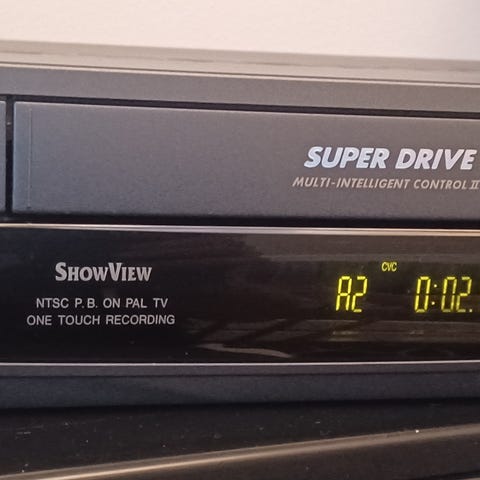 SUPER DRIVE
MULTI-INTELLIGENT CONTROL II
SHOWVIEW
NTSC P.B. ON PAL TV
ONE TOUCH RECORDING
CVC
A2 0:02.